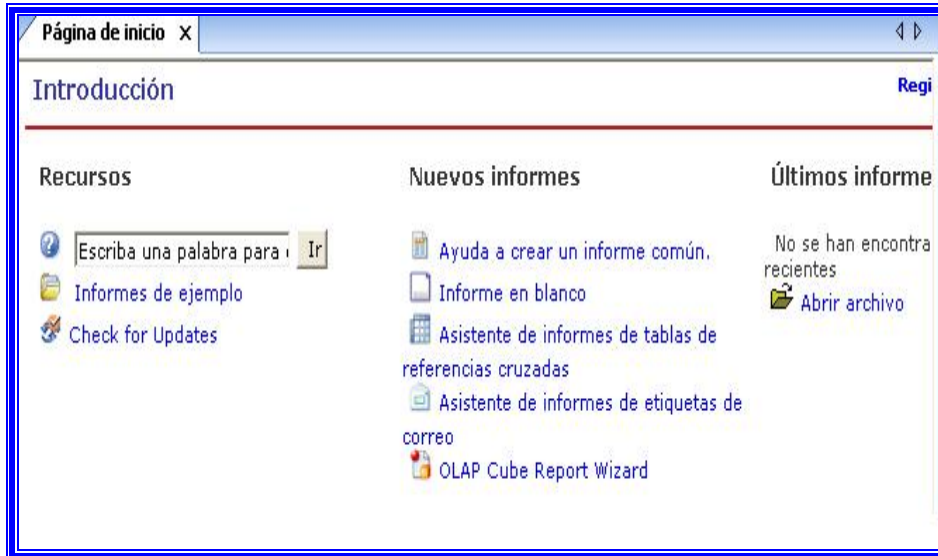 Página de inicio X
Introducción
Regi
Recursos
Escriba una palabra para
Ir
Informes de ejemplo
Check for Updates
Nuevos informes
Ayuda a crear un informe común.
Informe en blanco
Asistente de informes de tablas de
referencias cruzadas
Asistente de informes de etiquetas de
correo
OLAP Cube Report Wizard
Últimos informe
No se han encontra
recientes
Abrir archivo